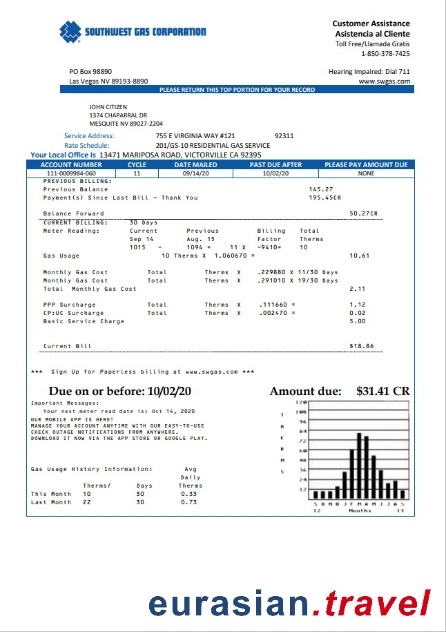 SOUTHWEST GAS CORPORATION
Customer Assistance
Asistencia al Cliente
Toll Free/Llamada Gratis
1-850-378-7425
PO Box 98890
Las Vegas NV 89193-8890
Hearing Impaired: Dial 711
www.swgas.com
PLEASE RETURN THIS TOP PORTION FOR YOUR RECORD
JOHN CITIZEN
1374 CHAPARRAL DR
MESQUITE NV 89027-2204
Service Address: 755 E VIRGINIA WAY #121 92311
Rate Schedule: 201/GS-10 RESIDENTIAL GAS SERVICE
Your Local Office Is 13471 MARIPOSA ROAD, VICTORVILLE CA 92395
ACCOUNT NUMBER CYCLE DATE MAILED PAST DUE AFTER PLEASE PAY AMOUNT DUE
111-0009984-060 11 09/14/20 10/02/20 NONE
PREVIOUS BILLING:
Previous Balance 145.27
Payment(s) Sinse Last Bill - Thank You 195.45CR
Balance Forward 50.27CR
CURRENT BILLING: 30 Days
Meter Readings: Current Previous Billing Total
Sep 14 Aug. 15 Factor Therms
1015 - 1094 = 11 X -9410= 10
Gas Usage 10 Therms X 1.060670= 10.61
Monthly Gas Cost Total Therms X .229880 X 11/30 Days
Monthly Gas Cost Total Therms X .291010 X 19/30 Days
Total Monthly Gas Cost 2.11
PPP Surcharge Total Therms X .111660 = 1.12
CPUC Surcharge Total Therms X .002470 = 0.02
Basic Service Charge 5.00
Current Bill $18.86
*** Sign Up for Paperless billing at www.swgas.com ***
Due on or before: 10/02/20 Amount due: $31.41 CR
Important Messages:
Your next meter read date is: Oct 14, 2020
OUR MOBILE APP IS HERE!
MANAGE YOUR ACCOUNT ANYTIME WITH OUR EASY-TO-USE
CHECK OUTAGE NOTIFICATIONS FROM ANYWHERE.
DOWNLOAD IT NOW VIA THE APP STORE OR GOOGLE PLAY.
Gas Usage History Information: Avg
Daily
Therms/ Days Therms
This Month 10 30 0.33
Last Month 22 30 0.73
THERMS
120
108
96
84
72
60
48
36
24
12
S O N D J F M A M J J A S
12 Months 13
eurasian.travel